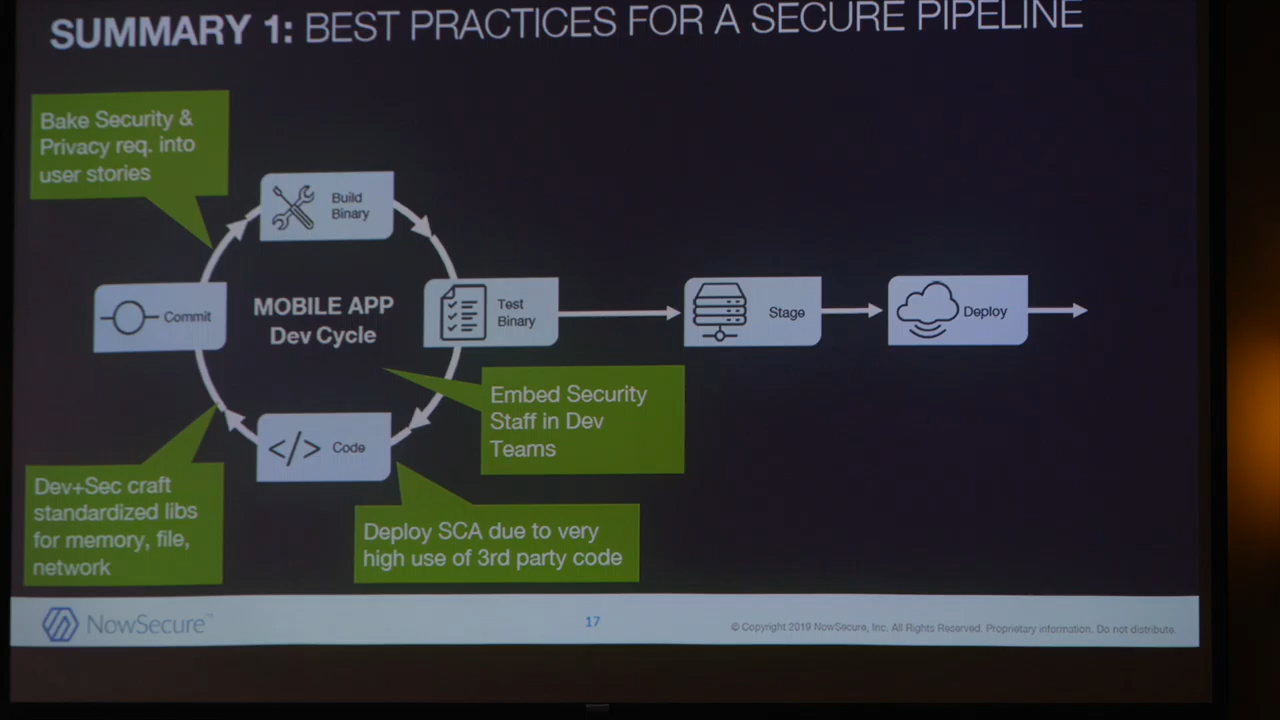 SUMMARY 1: BEST PRACTICES FOR A SECURE PIPELINE
Bake Security &
Privacy req. into
user stories
Build
Binary
Commit
MOBILE APP
Dev Cycle
Test
Binary
Stage
Deploy
Embed Security
Staff in Dev
Teams
</> Code
Dev+Sec craft
standardized libs
for memory, file,
network
Deploy SCA due to very
high use of 3rd party code
NowSecure™
17
© Copyright 2019 NowSecure, Inc. All Rights Reserved. Proprietary information. Do not distribute.